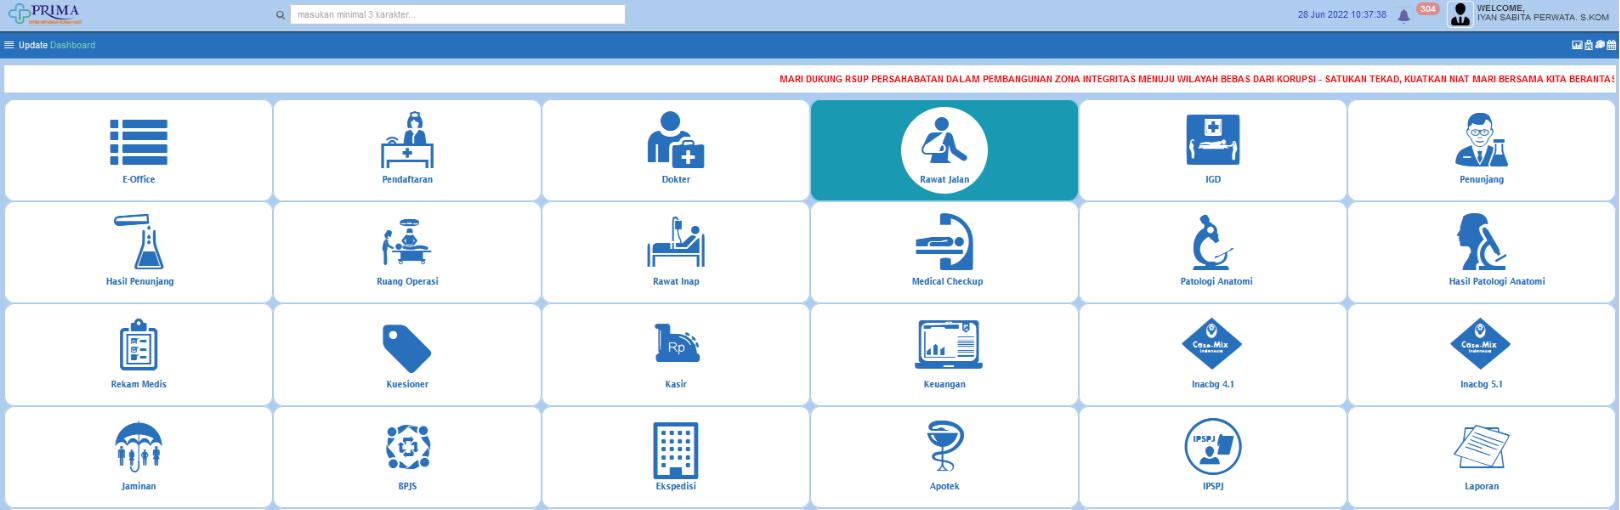 PRIMA
masukan minimal 3 karakter...
28 Jun 2022 10:37:38
304
WELCOME,
IYAN SABITA PERWATA. S.KOM
Update Dashboard
MARI DUKUNG RSUP PERSAHABATAN DALAM PEMBANGUNAN ZONA INTEGRITAS MENUJU WILAYAH BEBAS DARI KORUPSI - SATUKAN TEKAD, KUATKAN NIAT MARI BERSAMA KITA BERANTAS
E-Office
Pendaftaran
Dokter
Rawat Jalan
IGD
Penunjang
Hasil Penunjang
Ruang Operasi
Rawat Inap
Medical Checkup
Patologi Anatomi
Hasil Patologi Anatomi
Rekam Medis
Kuesioner
Rp
Kasir
Keuangan
Case-Mix
Indonesia
Inacbg 4.1
Case-Mix
Indonesia
Inacbg 5.1
Jaminan
BPJS
Ekspedisi
Apotek
IPSPJ
IPSPJ
Laporan